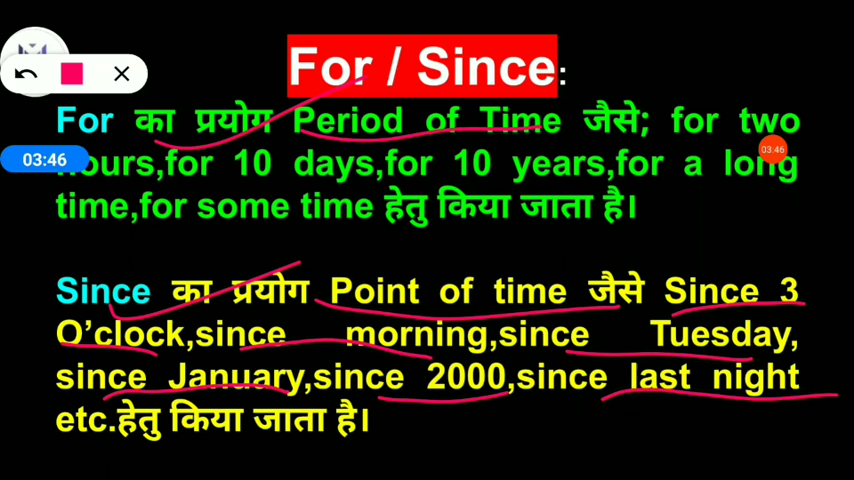 For / Since:
For का प्रयोग Period of Time जैसे; for two
03:46
03:46
hours,for 10 days,for 10 years,for a long
time,for some time हेतु किया जाता है।
Since का प्रयोग Point of time जैसे Since 3
O’clock,since morning,since Tuesday,
since January,since 2000,since last night
etc.हेतु किया जाता है।